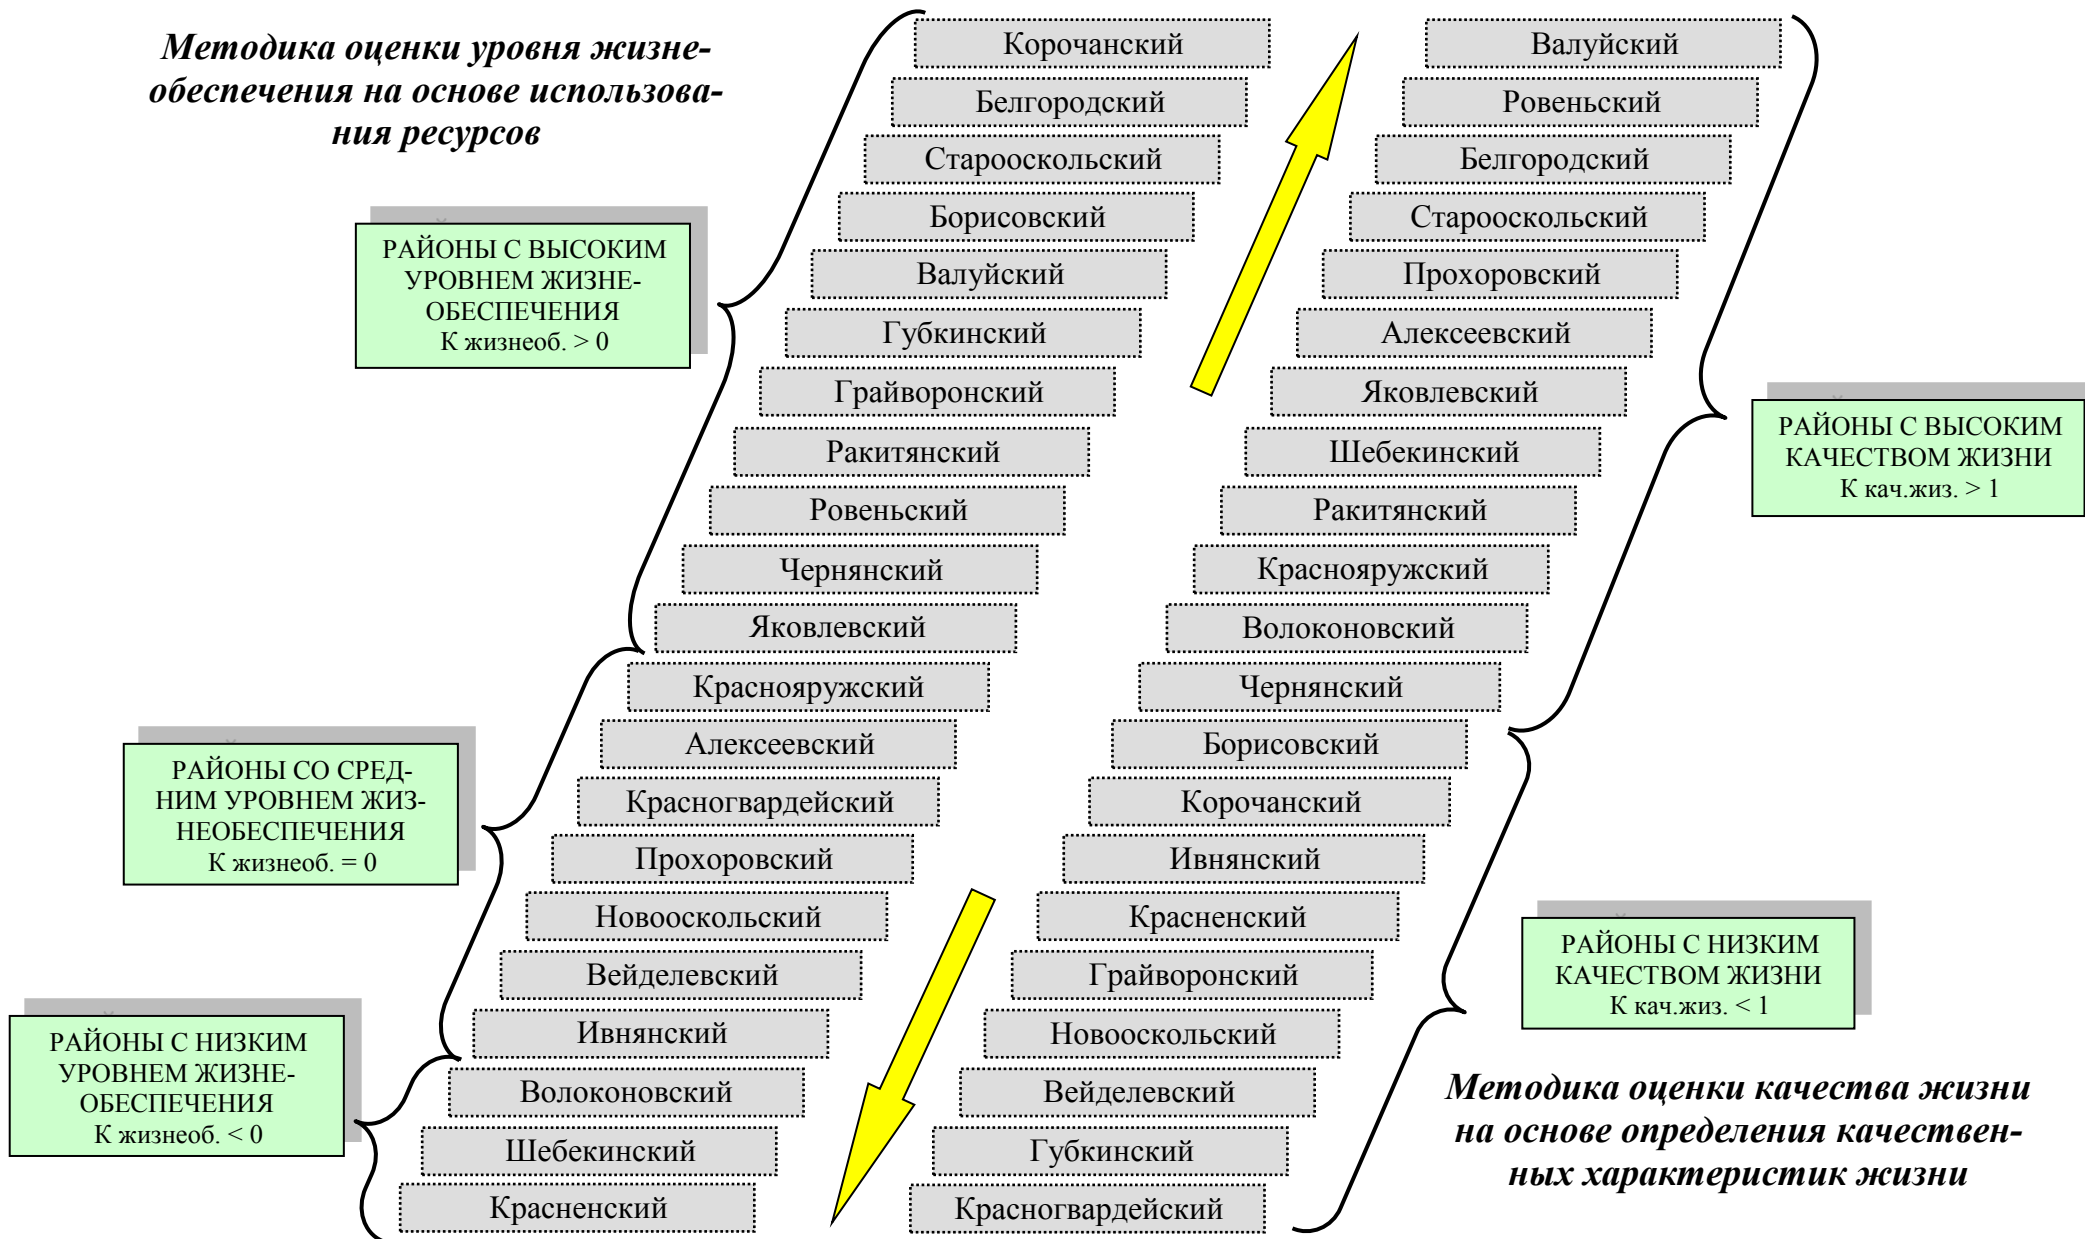 Методика оценки уровня жизне-
обеспечения на основе использова-
ния ресурсов
РАЙОНЫ С ВЫСОКИМ
УРОВНЕМ ЖИЗНЕ-
ОБЕСПЕЧЕНИЯ
К жизнеоб. > 0
РАЙОНЫ СО СРЕД-
НИМ УРОВНЕМ ЖИЗ-
НЕОБЕСПЕЧЕНИЯ
К жизнеоб. = 0
РАЙОНЫ С НИЗКИМ
УРОВНЕМ ЖИЗНЕ-
ОБЕСПЕЧЕНИЯ
К жизнеоб. < 0
Корочанский
Белгородский
Старооскольский
Борисовский
Валуйский
Губкинский
Грайворонский
Ракитянский
Ровеньский
Чернянский
Яковлевский
Краснояружский
Алексеевский
Красногвардейский
Прохоровский
Новооскольский
Вейделевский
Ивнянский
Волоконовский
Шебекинский
Красненский
Валуйский
Ровеньский
Белгородский
Старооскольский
Прохоровский
Алексеевский
Яковлевский
Шебекинский
Ракитянский
Краснояружский
Волоконовский
Чернянский
Борисовский
Корочанский
Ивнянский
Красненский
Грайворонский
Новооскольский
Вейделевский
Губкинский
Красногвардейский
РАЙОНЫ С ВЫСОКИМ
КАЧЕСТВОМ ЖИЗНИ
К кач.жиз. > 1
РАЙОНЫ С НИЗКИМ
КАЧЕСТВОМ ЖИЗНИ
К кач.жиз. < 1
Методика оценки качества жизни
на основе определения качествен-
ных характеристик жизни